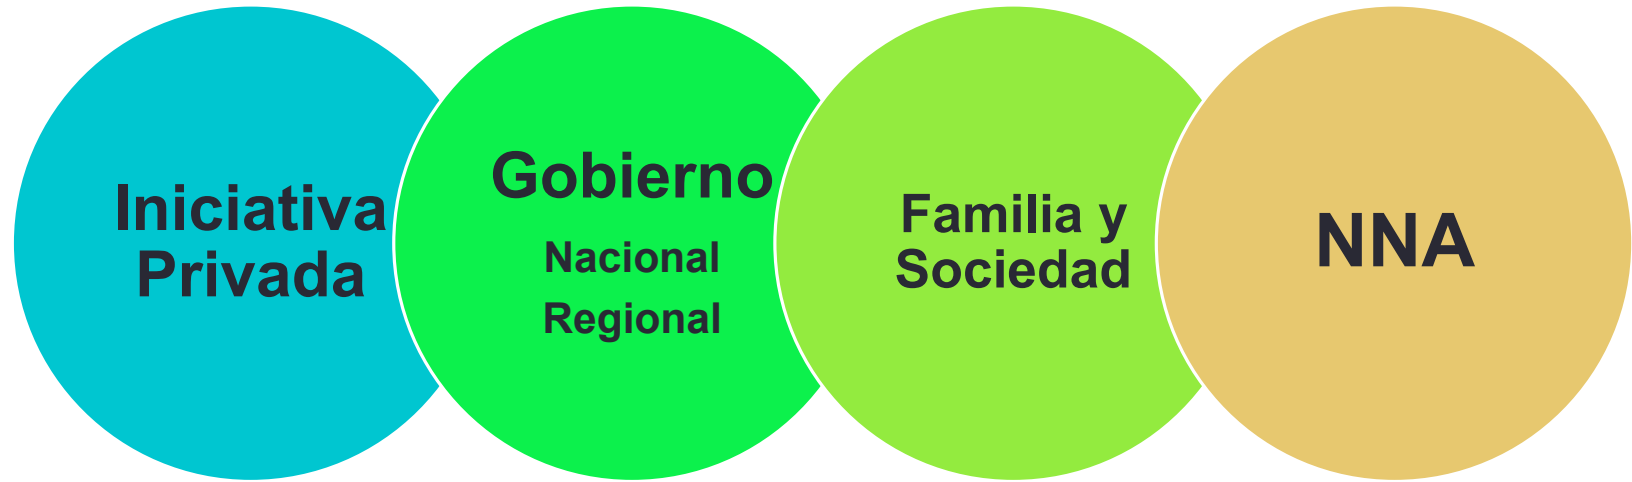 Iniciativa
Privada
Gobierno
Nacional
Regional
Familia y
Sociedad
NNA